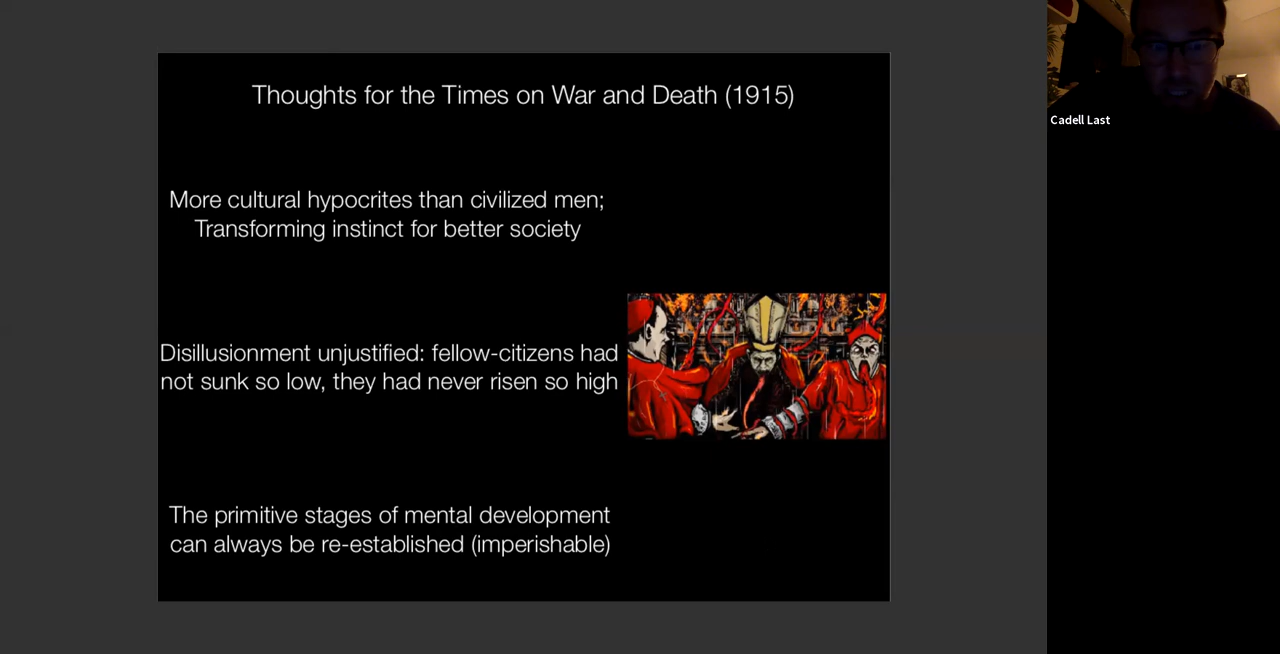 Thoughts for the Times on War and Death (1915)
More cultural hypocrites than civilized men;
Transforming instinct for better society
Disillusionment unjustified: fellow-citizens had
not sunk so low, they had never risen so high
The primitive stages of mental development
can always be re-established (imperishable)
Cadell Last